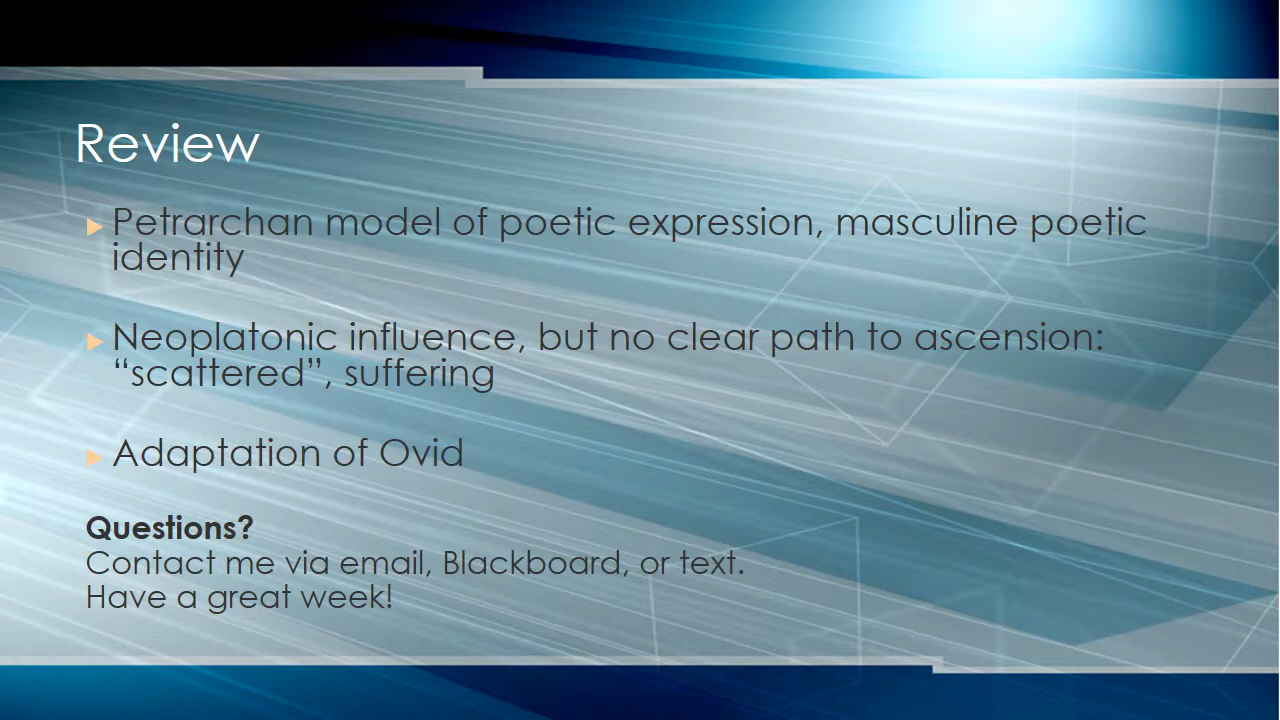 Review
Petrarchan model of poetic expression, masculine poetic
identity
Neoplatonic influence, but no clear path to ascension:
“scattered”, suffering
Adaptation of Ovid
Questions?
Contact me via email, Blackboard, or text.
Have a great week!